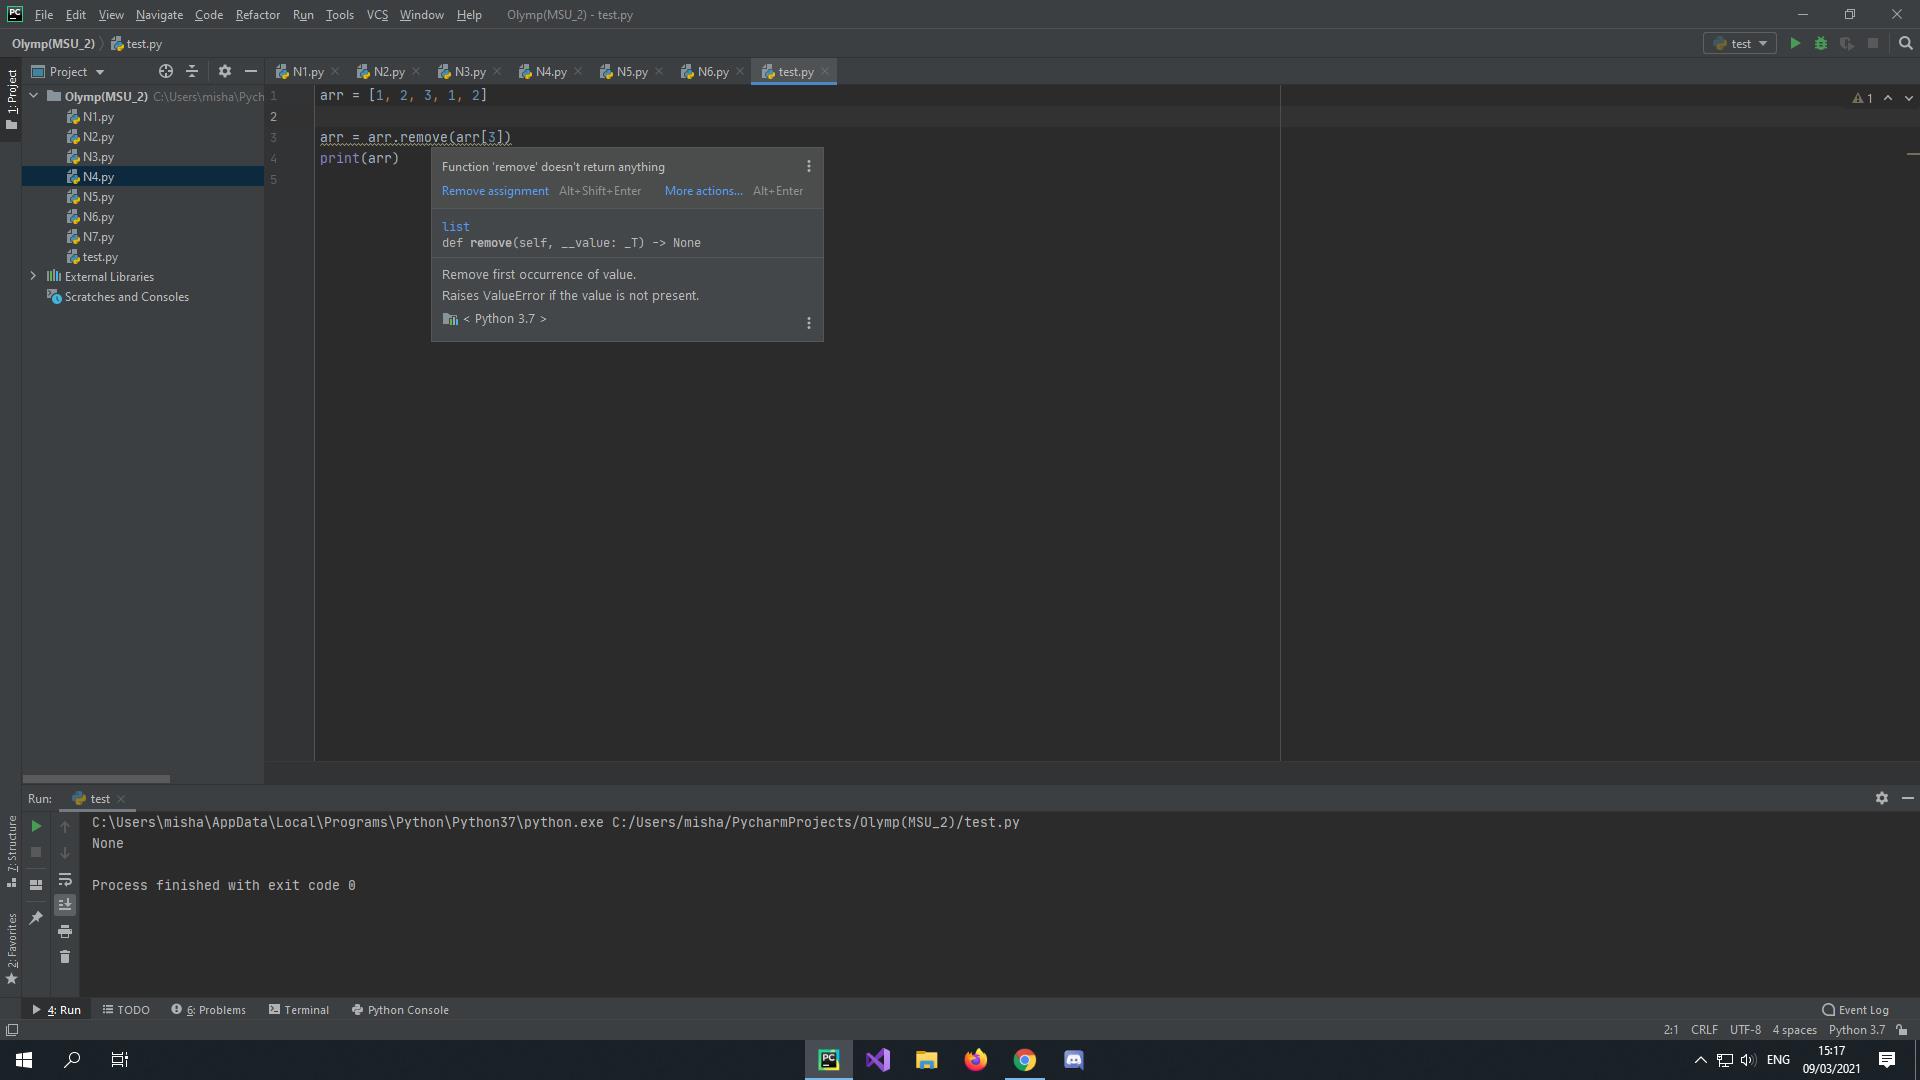 File Edit View Navigate Code Refactor Run Tools VCS Window Help Olymp(MSU_2) - test.py
Olymp(MSU_2) test.py
test
Project
N1.py N2.py N3.py N4.py N5.py N6.py test.py
1: Project
Olymp(MSU_2) C:\Users\misha\Pych
N1.py
N2.py
N3.py
N4.py
N5.py
N6.py
N7.py
test.py
External Libraries
Scratches and Consoles
1 arr = [1, 2, 3, 1, 2]
1
2
3 arr = arr.remove(arr[3])
4 print(arr)
5
Function 'remove' doesn't return anything
Remove assignment Alt+Shift+Enter More actions... Alt+Enter
list
def remove(self, __value: _T) -> None
Remove first occurrence of value.
Raises ValueError if the value is not present.
< Python 3.7 >
Run: test
C:\Users\misha\AppData\Local\Programs\Python\Python37\python.exe C:/Users/misha/PycharmProjects/Olymp(MSU_2)/test.py
None
Process finished with exit code 0
7: Structure
2: Favorites
4: Run TODO 6: Problems Terminal Python Console Event Log
2:1 CRLF UTF-8 4 spaces Python 3.7
PC
ENG
15:17
09/03/2021